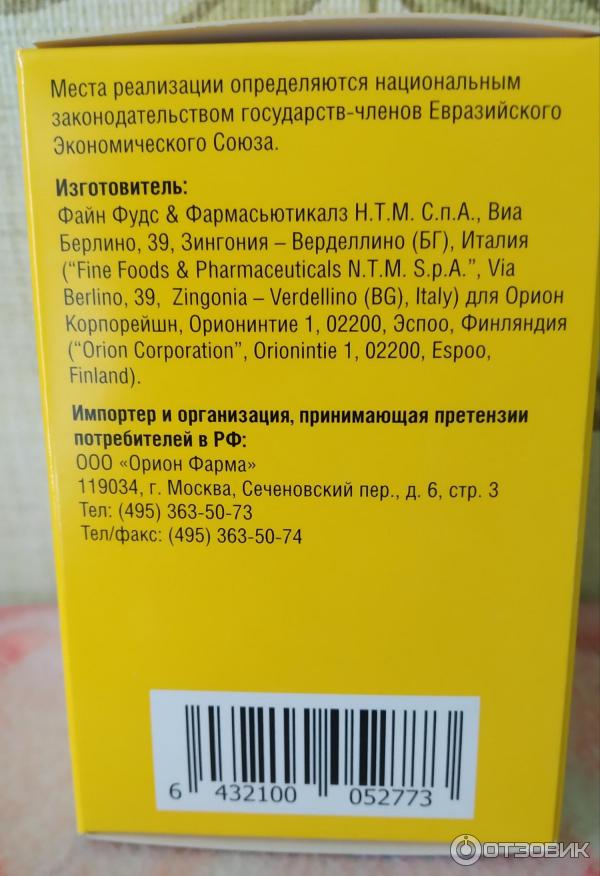 Места реализации определяются национальным
законодательством государств-членов Евразийского
Экономического Союза.
Изготовитель:
Файн Фудс & Фармасьютикалз Н.Т.М. С.п.А., Виа
Берлино, 39, Зингония – Верделлино (БГ), Италия
(“Fine Foods & Pharmaceuticals N.T.M. S.p.A.”, Via
Berlino, 39, Zingonia – Verdellino (BG), Italy) для Орион
Корпорейшн, Орионинтие 1, 02200, Эспоо, Финляндия
(“Orion Corporation”, Orionintie 1, 02200, Espoo,
Finland).
Импортер и организация, принимающая претензии
потребителей в РФ:
ООО «Орион Фарма»
119034, г. Москва, Сеченовский пер., д. 6, стр. 3
Тел: (495) 363-50-73
Тел/факс: (495) 363-50-74
6 432100 052773
ОТЗОВИК